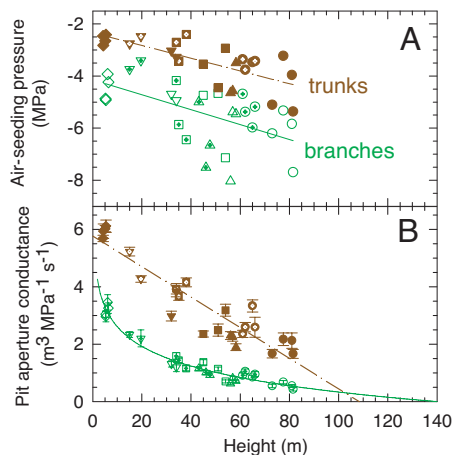 A
0
-2
-4
-6
-8
Air-seeding pressure
(MPa)
trunks
branches
B
6
4
2
0
Pit aperture conductance
(m³ MPa⁻¹ s⁻¹)
0 20 40 60 80 100 120 140
Height (m)